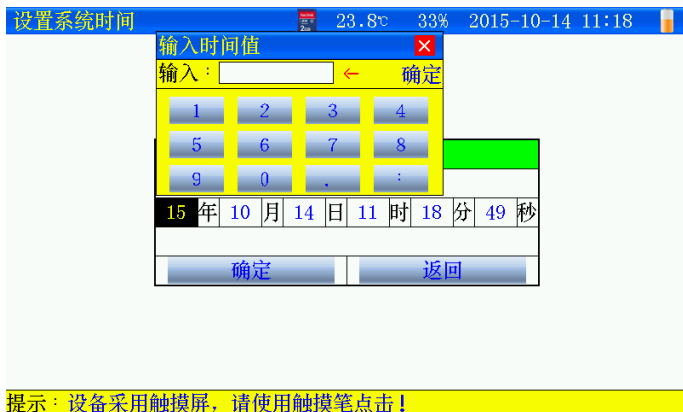 设置系统时间 23.8℃ 33% 2015-10-14 11:18
输入时间值
输入： ← 确定
1 2 3 4
5 6 7 8
9 0 . :
15 年 10 月 14 日 11 时 18 分 49 秒
确定 返回
提示：设备采用触摸屏，请使用触摸笔点击！